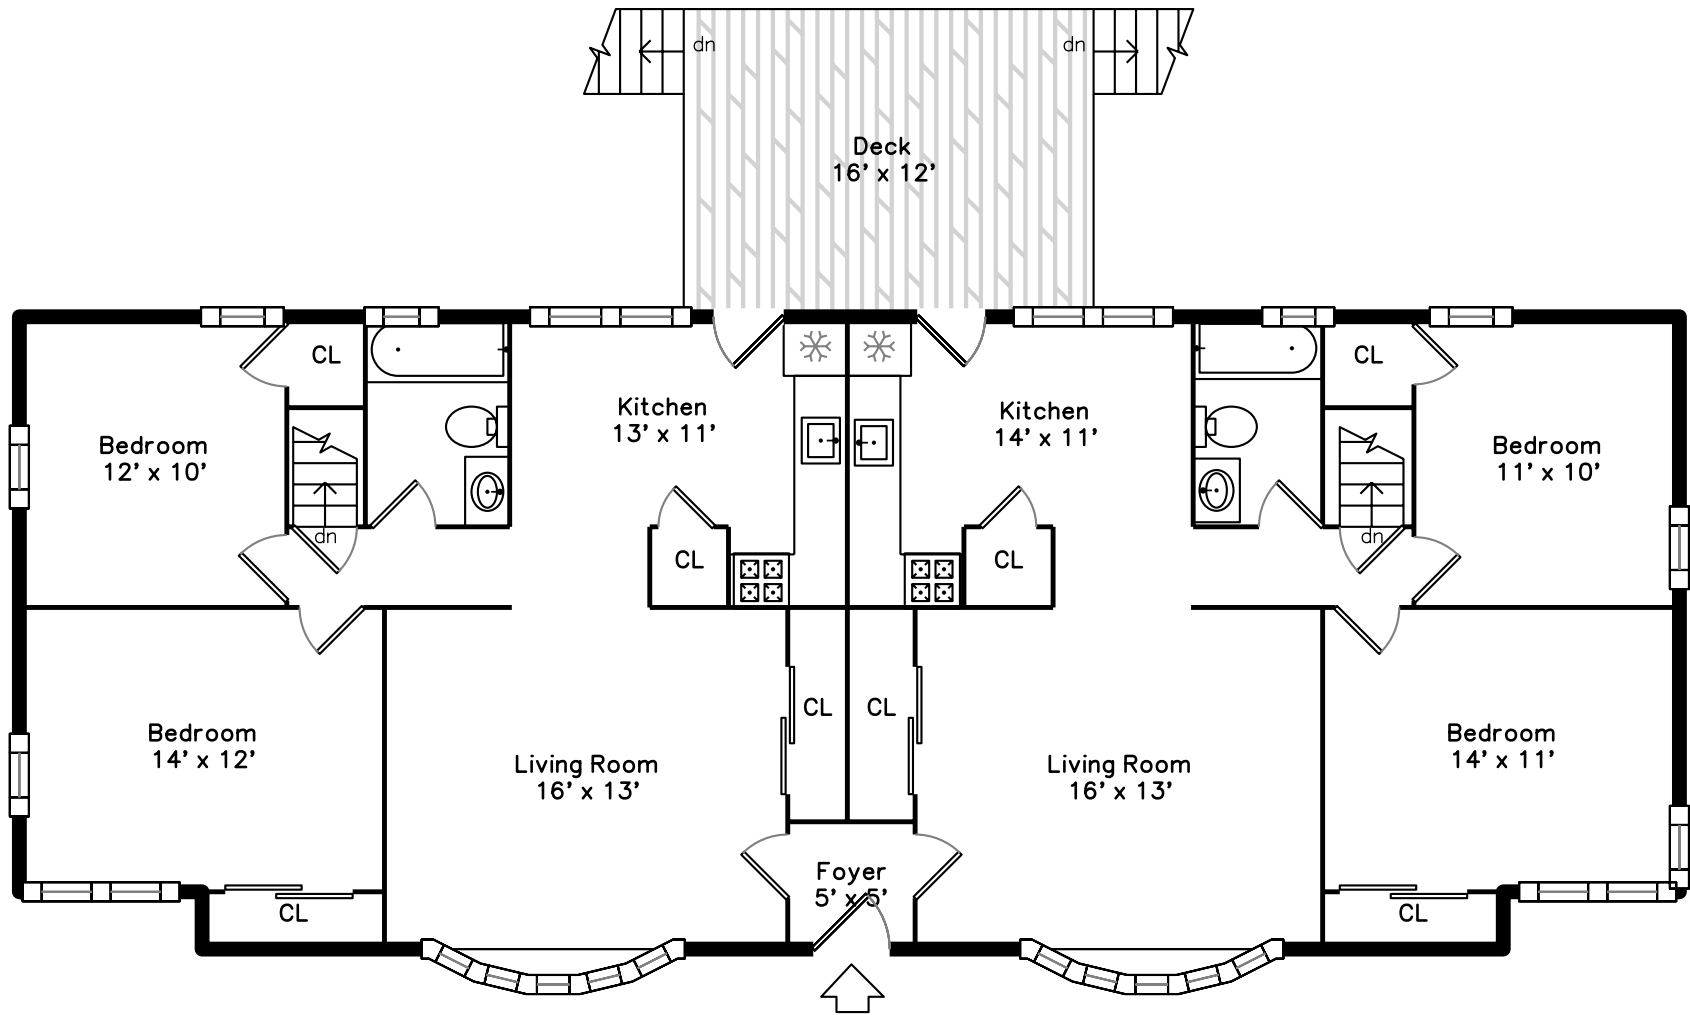 dn
dn
Deck
16' x 12'
CL
CL
Kitchen
13' x 11'
Kitchen
14' x 11'
Bedroom
12' x 10'
Bedroom
11' x 10'
dn
dn
CL
CL
CL
CL
Bedroom
14' x 12'
Living Room
16' x 13'
Living Room
16' x 13'
Bedroom
14' x 11'
Foyer
5' x 5'
CL
CL